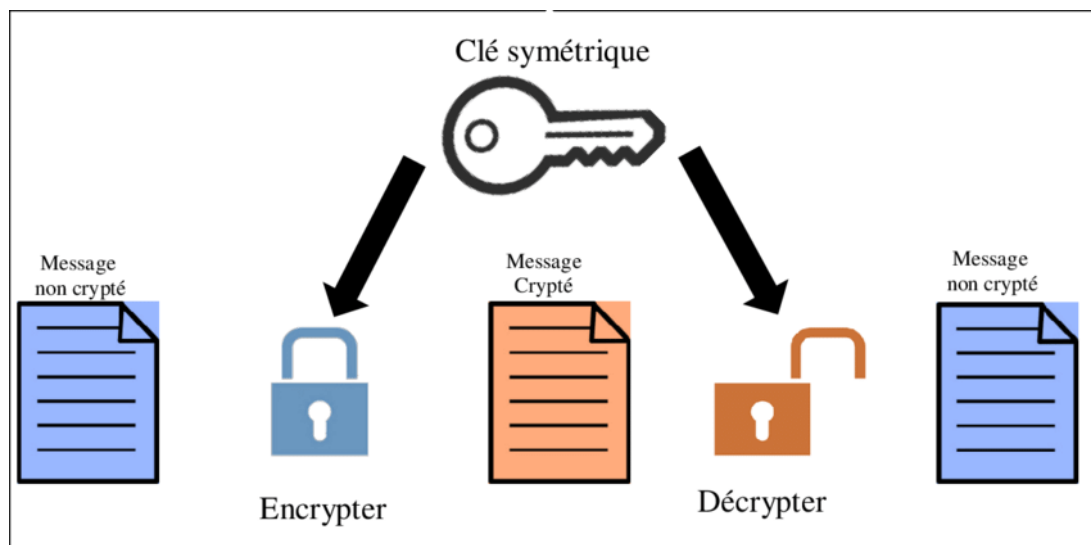 Clé symétrique
Message
non crypté
Message
Crypté
Message
non crypté
Encrypter
Décrypter